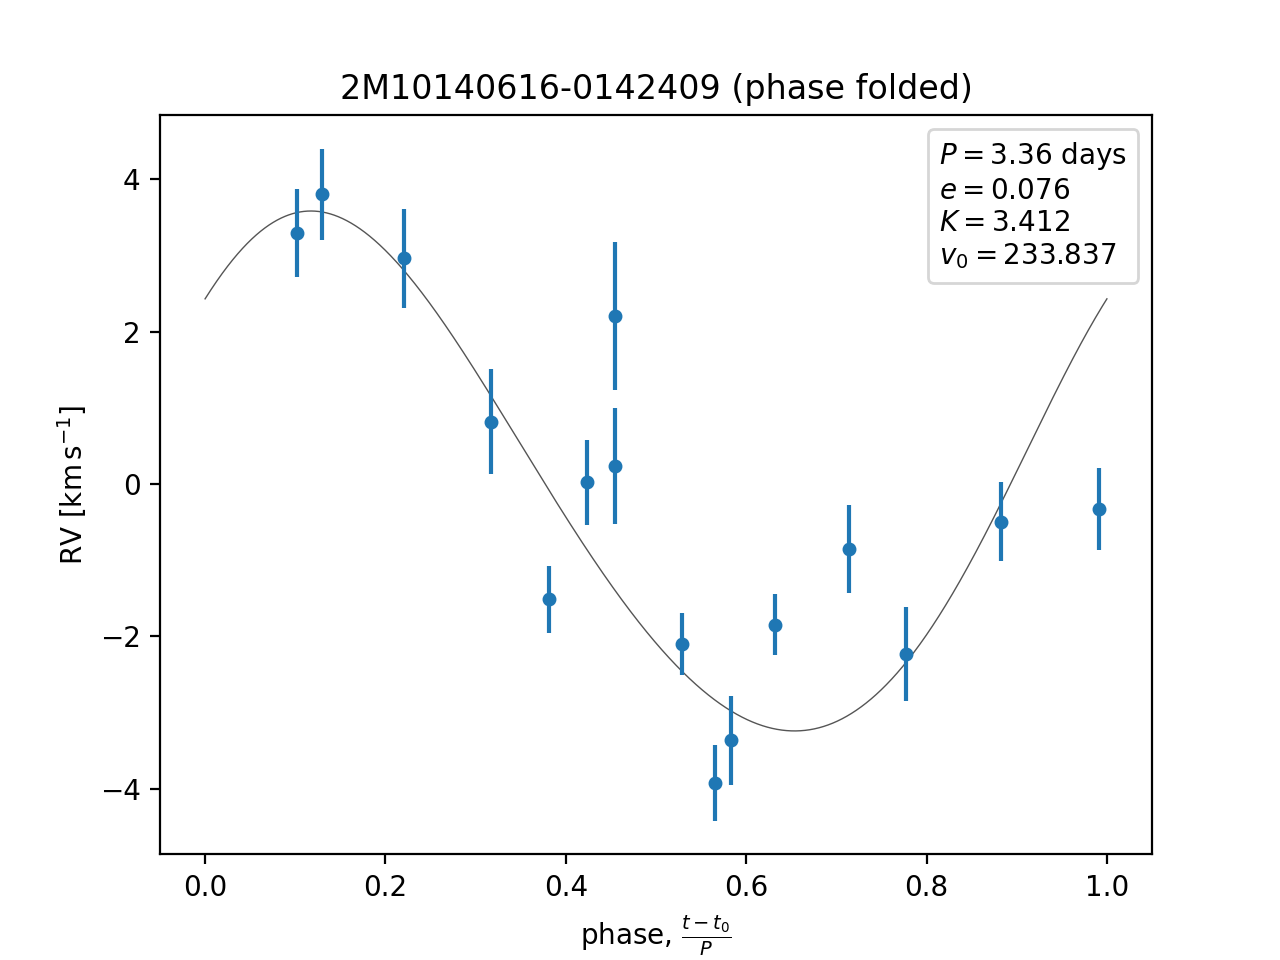 2M10140616-0142409 (phase folded)
P = 3.36 days
e = 0.076
K = 3.412
v₀ = 233.837
RV [km s⁻¹]
4
2
0
−2
−4
0.0 0.2 0.4 0.6 0.8 1.0
phase, (t − t₀)/P